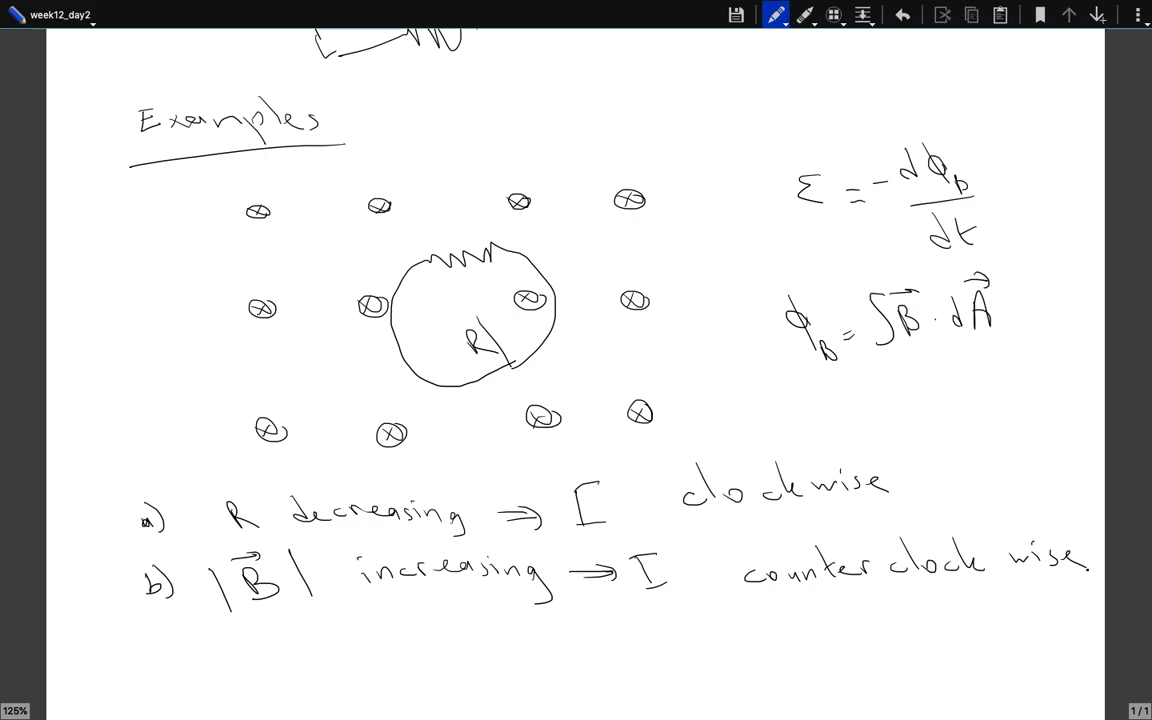 week12_day2
Examples
ε = - dϕ_B / dt
R
ϕ_B = ∫ B⃗ . dA⃗
a) R decreasing ⇒ I clockwise
b) |B⃗| increasing ⇒ I counterclockwise.
125%
1/1